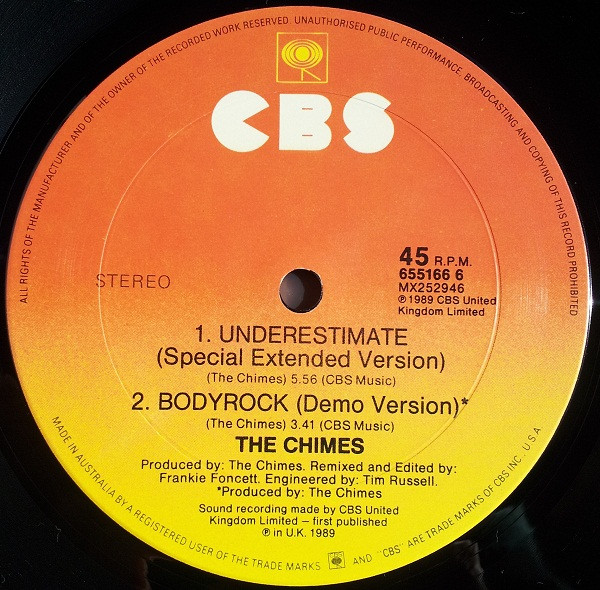 ALL RIGHTS OF THE MANUFACTURER AND OF THE OWNER OF THE RECORDED WORK RESERVED. UNAUTHORISED PUBLIC PERFORMANCE, BROADCASTING AND COPYING OF THIS RECORD PROHIBITED
CBS
STEREO
45 R.P.M.
655166 6
MX252946
℗ 1989 CBS United
Kingdom Limited
1. UNDERESTIMATE
(Special Extended Version)
(The Chimes) 5.56 (CBS Music)
2. BODYROCK (Demo Version)*
(The Chimes) 3.41 (CBS Music)
THE CHIMES
Produced by: The Chimes. Remixed and Edited by:
Frankie Foncett. Engineered by: Tim Russell.
*Produced by: The Chimes
Sound recording made by CBS United
Kingdom Limited – first published
℗ in U.K. 1989
MADE IN AUSTRALIA BY A REGISTERED USER OF THE TRADE MARKS CBS AND "CBS" ARE TRADE MARKS OF CBS INC. U.S.A.